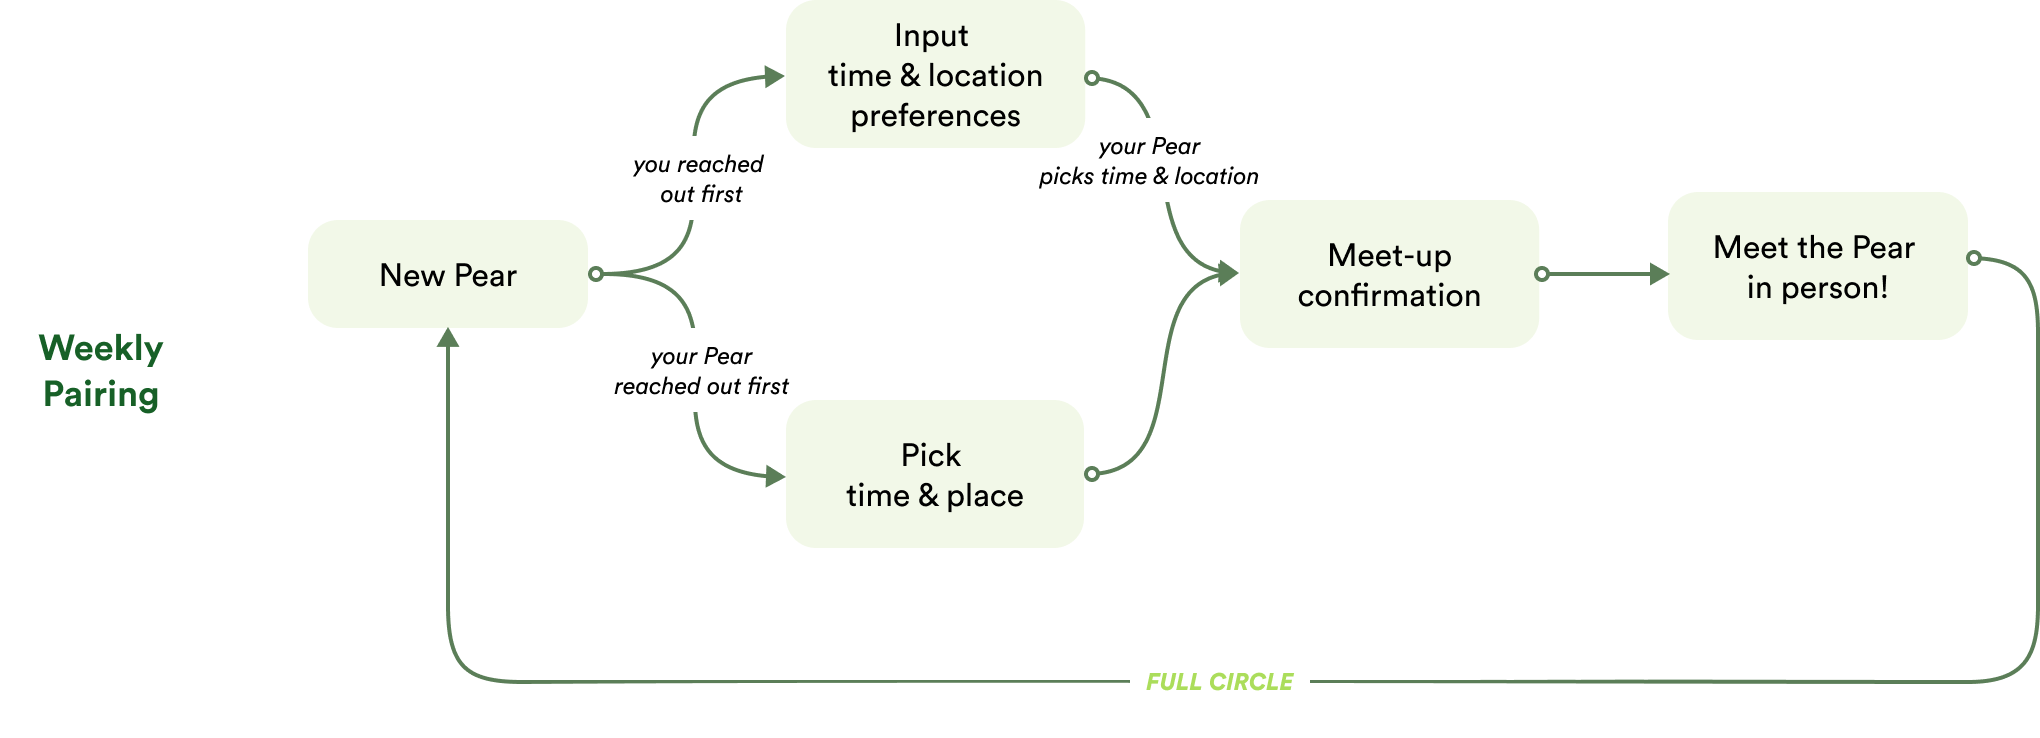 Weekly
Pairing
New Pear
you reached
out first
your Pear
reached out first
Input
time & location
preferences
Pick
time & place
your Pear
picks time & location
Meet-up
confirmation
Meet the Pear
in person!
FULL CIRCLE